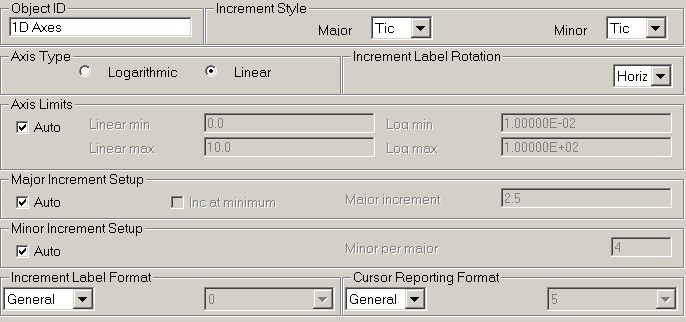 Object ID Increment Style
1D Axes Major Tic Minor Tic
Axis Type Increment Label Rotation
Logarithmic Linear Horiz
Axis Limits
Auto Linear min 0.0 Log min 1.00000E-02
Linear max 10.0 Log max 1.00000E+02
Major Increment Setup
Auto Inc at minimum Major increment 2.5
Minor Increment Setup
Auto Minor per major 4
Increment Label Format Cursor Reporting Format
General 0 General 5